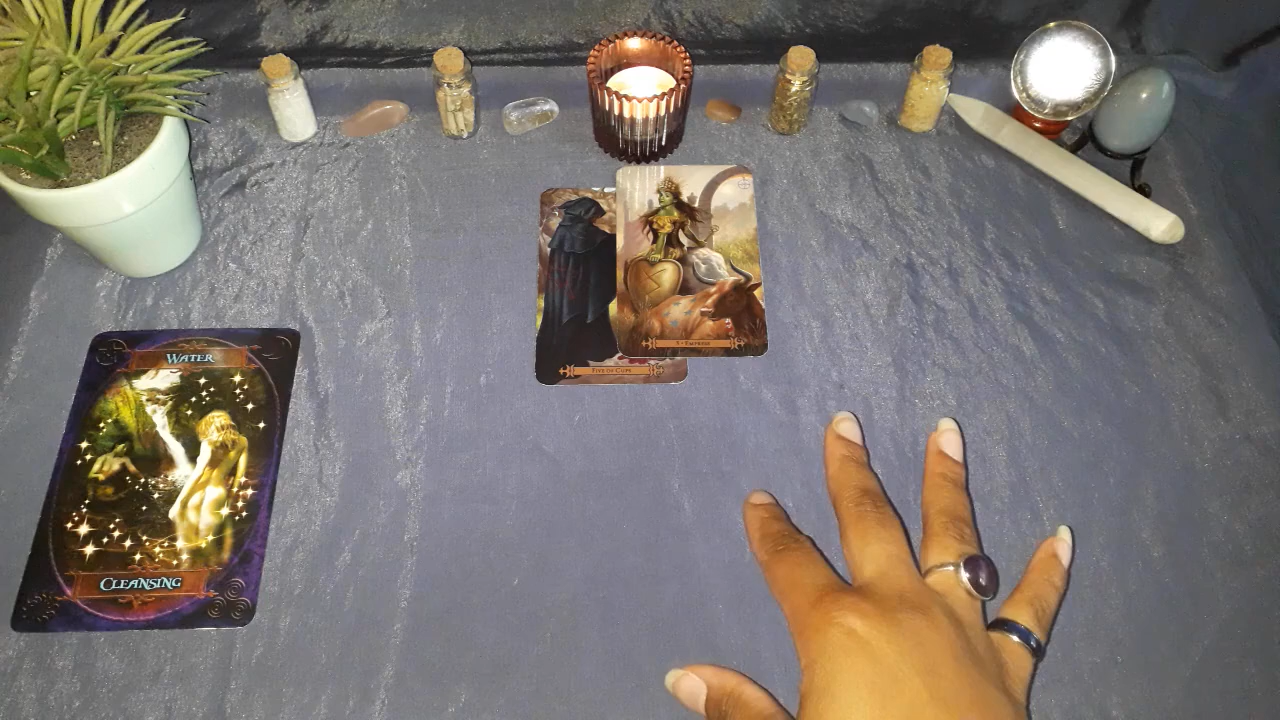 WATER
CLEANSING
FIVE OF CUPS
3 • EMPRESS